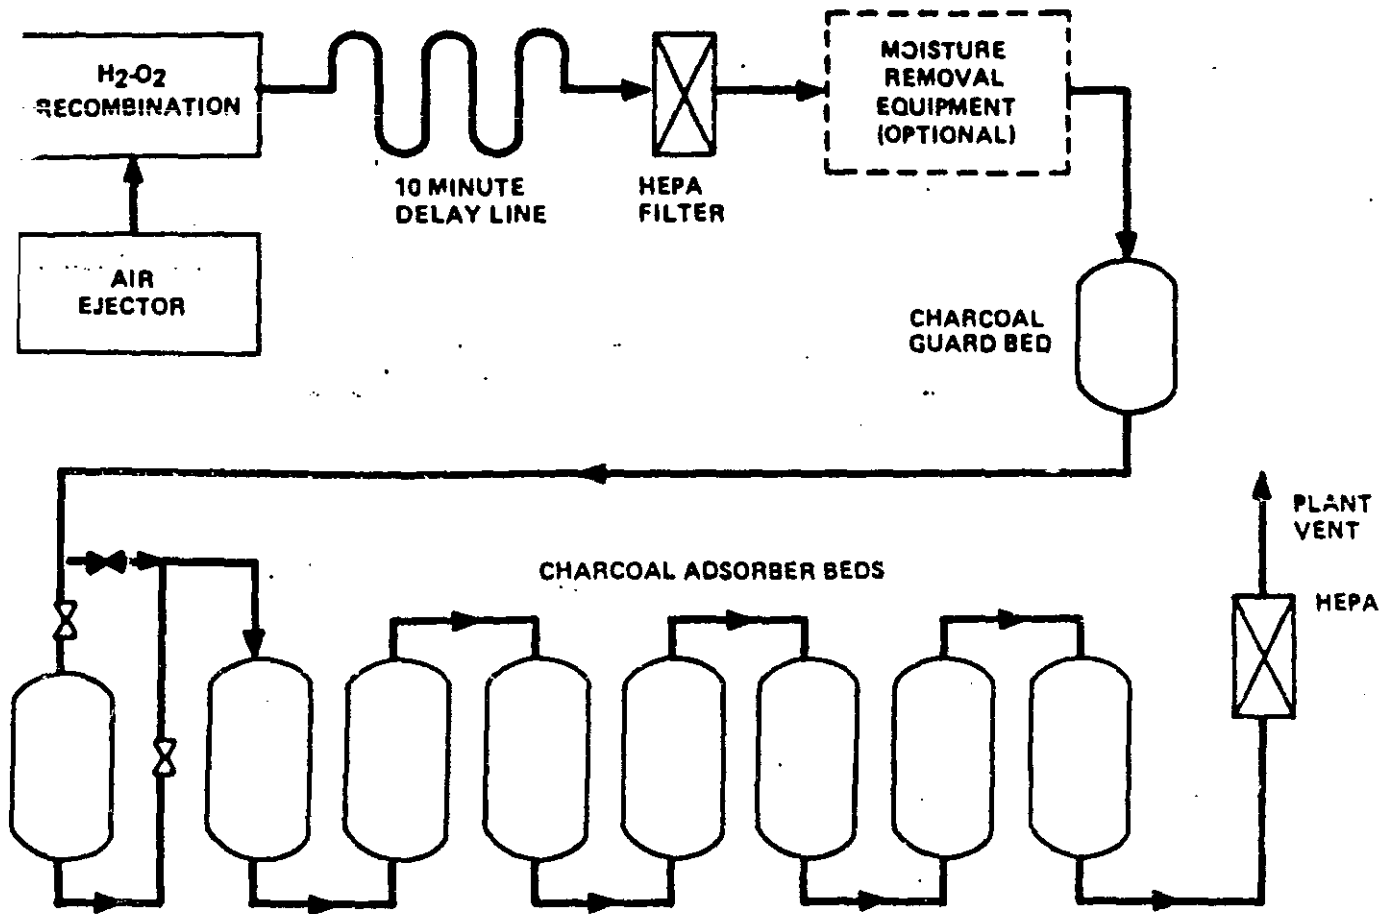 H2-O2
RECOMBINATION
AIR
EJECTOR
10 MINUTE
DELAY LINE
HEPA
FILTER
MOISTURE
REMOVAL
EQUIPMENT
(OPTIONAL)
CHARCOAL
GUARD BED
CHARCOAL ADSORBER BEDS
PLANT
VENT
HEPA